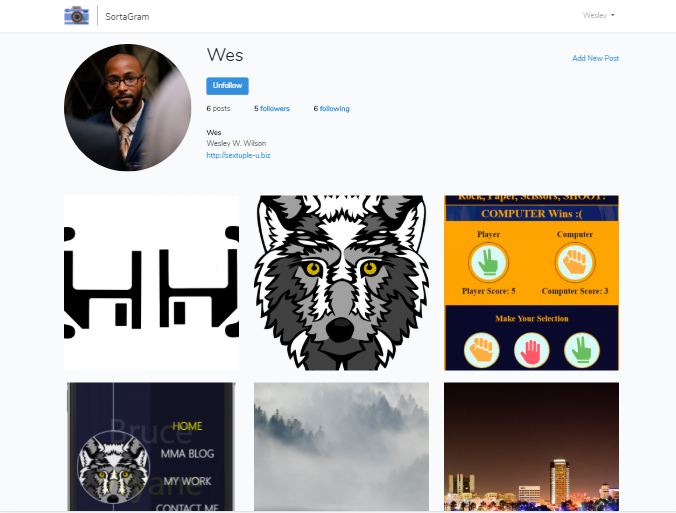 SortaGram
Wesley
Wes
Add New Post
Unfollow
6 posts 5 followers 6 following
Wes
Wesley W. Wilson
http://sextuple-u.biz
Rock, Paper, Scissors, SHOOT!
COMPUTER Wins :(
Player Computer
Player Score: 5 Computer Score: 3
Make Your Selection
Bruce
HOME
MMA BLOG
MY WORK
CONTACT ME